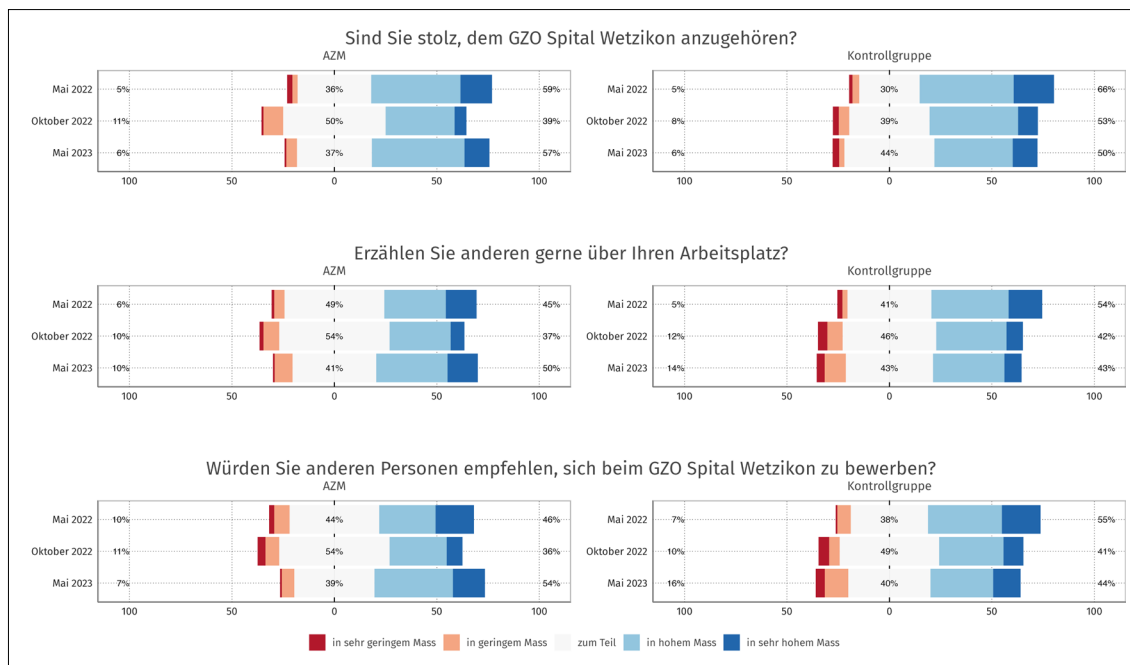 Sind Sie stolz, dem GZO Spital Wetzikon anzugehören?
AZM Kontrollgruppe
Mai 2022 5% 36% 59% Mai 2022 5% 30% 66%
Oktober 2022 11% 50% 39% Oktober 2022 8% 39% 53%
Mai 2023 6% 37% 57% Mai 2023 6% 44% 50%
100 50 0 50 100 100 50 0 50 100
Erzählen Sie anderen gerne über Ihren Arbeitsplatz?
AZM Kontrollgruppe
Mai 2022 6% 49% 45% Mai 2022 5% 41% 54%
Oktober 2022 10% 54% 37% Oktober 2022 12% 46% 42%
Mai 2023 10% 41% 50% Mai 2023 14% 43% 43%
100 50 0 50 100 100 50 0 50 100
Würden Sie anderen Personen empfehlen, sich beim GZO Spital Wetzikon zu bewerben?
AZM Kontrollgruppe
Mai 2022 10% 44% 46% Mai 2022 7% 38% 55%
Oktober 2022 11% 54% 36% Oktober 2022 10% 49% 41%
Mai 2023 7% 39% 54% Mai 2023 16% 40% 44%
100 50 0 50 100 100 50 0 50 100
in sehr geringem Mass in geringem Mass zum Teil in hohem Mass in sehr hohem Mass